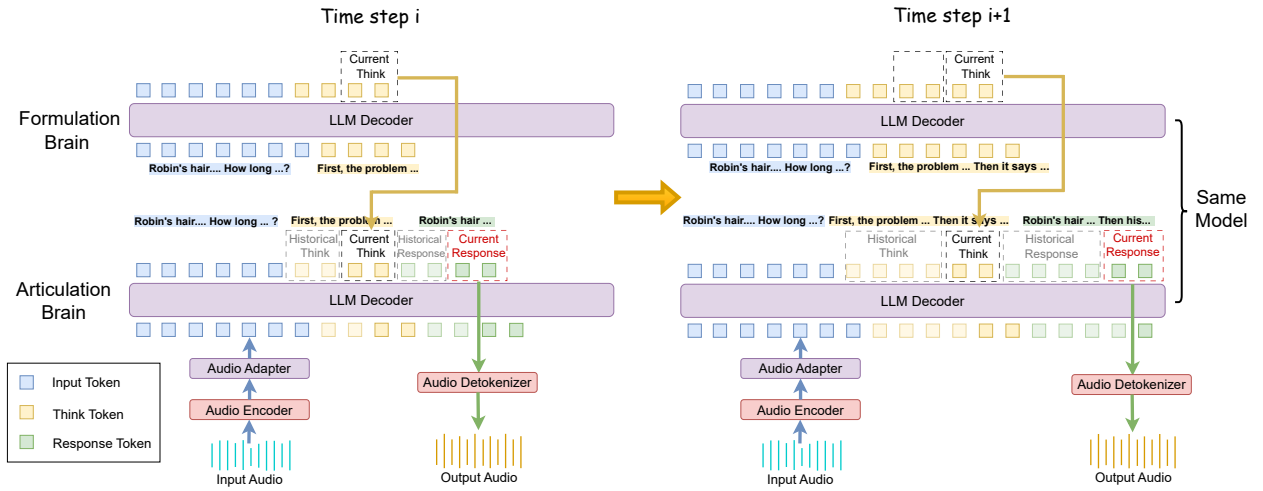 Time step i
Time step i+1
Current
Think
Current
Think
Formulation
Brain
LLM Decoder
LLM Decoder
Robin's hair.... How long ...?
First, the problem ...
Robin's hair.... How long ...?
First, the problem ... Then it says ...
Same
Model
Robin's hair.... How long ... ?
First, the problem ...
Robin's hair ...
Robin's hair.... How long ...?
First, the problem ... Then it says ...
Robin's hair ... Then his...
Historical
Think
Current
Think
Historical
Response
Current
Response
Historical
Think
Current
Think
Historical
Response
Current
Response
Articulation
Brain
LLM Decoder
LLM Decoder
Audio Adapter
Audio Detokenizer
Audio Adapter
Audio Detokenizer
Input Token
Think Token
Response Token
Audio Encoder
Audio Encoder
Input Audio
Output Audio
Input Audio
Output Audio